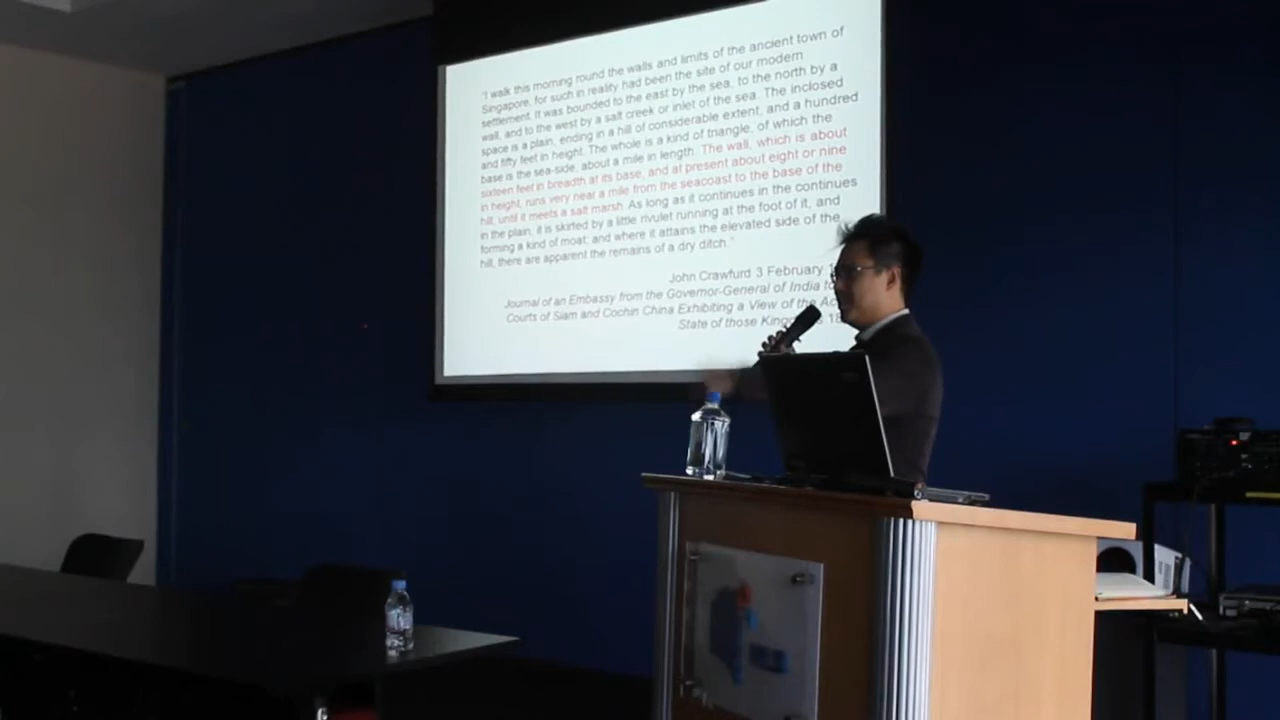 "I walk this morning round the walls and limits of the ancient town of
Singapore, for such in reality had been the site of our modern
settlement. It was bounded to the east by the sea, to the north by a
wall, and to the west by a salt creek or inlet of the sea. The inclosed
space is a plain, ending in a hill of considerable extent, and a hundred
and fifty feet in height. The whole is a kind of triangle, of which the
base is the sea-side, about a mile in length. The wall, which is about
sixteen feet in breadth at its base, and at present about eight or nine
in height, runs very near a mile from the seacoast to the base of the
hill, until it meets a salt marsh. As long as it continues in the continues
in the plain, it is skirted by a little rivulet running at the foot of it, and
forming a kind of moat; and where it attains the elevated side of the
hill, there are apparent the remains of a dry ditch."
John Crawfurd 3 February
Journal of an Embassy from the Governor-General of India
Courts of Siam and Cochin China Exhibiting a View of the
State of those